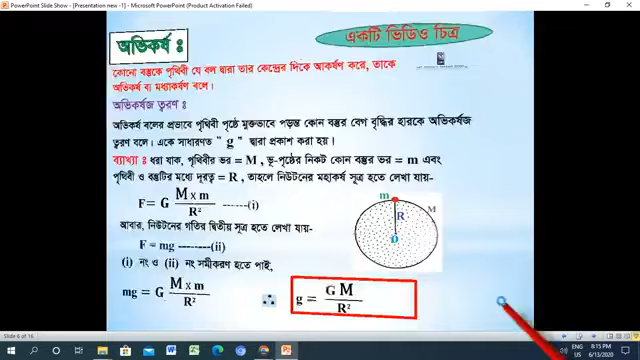 PowerPoint Slide Show - [Presentation new -1] - Microsoft PowerPoint (Product Activation Failed)
অভিকর্ষ ঃ
একটি ভিডিও চিত্র
কোনো বস্তুকে পৃথিবী যে বল দ্বারা তার কেন্দ্রের দিকে আকর্ষণ করে, তাকে
অভিকর্ষ বা মধ্যাকর্ষণ বলে।
অভিকর্ষজ ত্বরণ:
অভিকর্ষ বলের প্রভাবে পৃথিবী পৃষ্ঠে মুক্তভাবে পড়ন্ত কোন বস্তুর বেগ বৃদ্ধির হারকে অভিকর্ষজ
ত্বরণ বলে। একে সাধারণত “ g ” দ্বারা প্রকাশ করা হয়।
ব্যাখ্যা ঃ ধরা যাক, পৃথিবীর ভর = M , ভূ-পৃষ্ঠের নিকট কোন বস্তুর ভর = m এবং
পৃথিবী ও বস্তুটির মধ্যে দূরত্ব = R , তাহলে নিউটনের মহাকর্ষ সূত্র হতে লেখা যায়-
F = G M x m / R² ------(i)
m
R
M
আবার, নিউটনের গতির দ্বিতীয় সূত্র হতে লেখা যায়-
F = mg --------(ii)
(i) নং ও (ii) নং সমীকরণ হতে পাই,
mg = G M x m / R²
∴ g = G M / R²
Slide 6 of 16
ENG
US
8:15 PM
6/13/2020